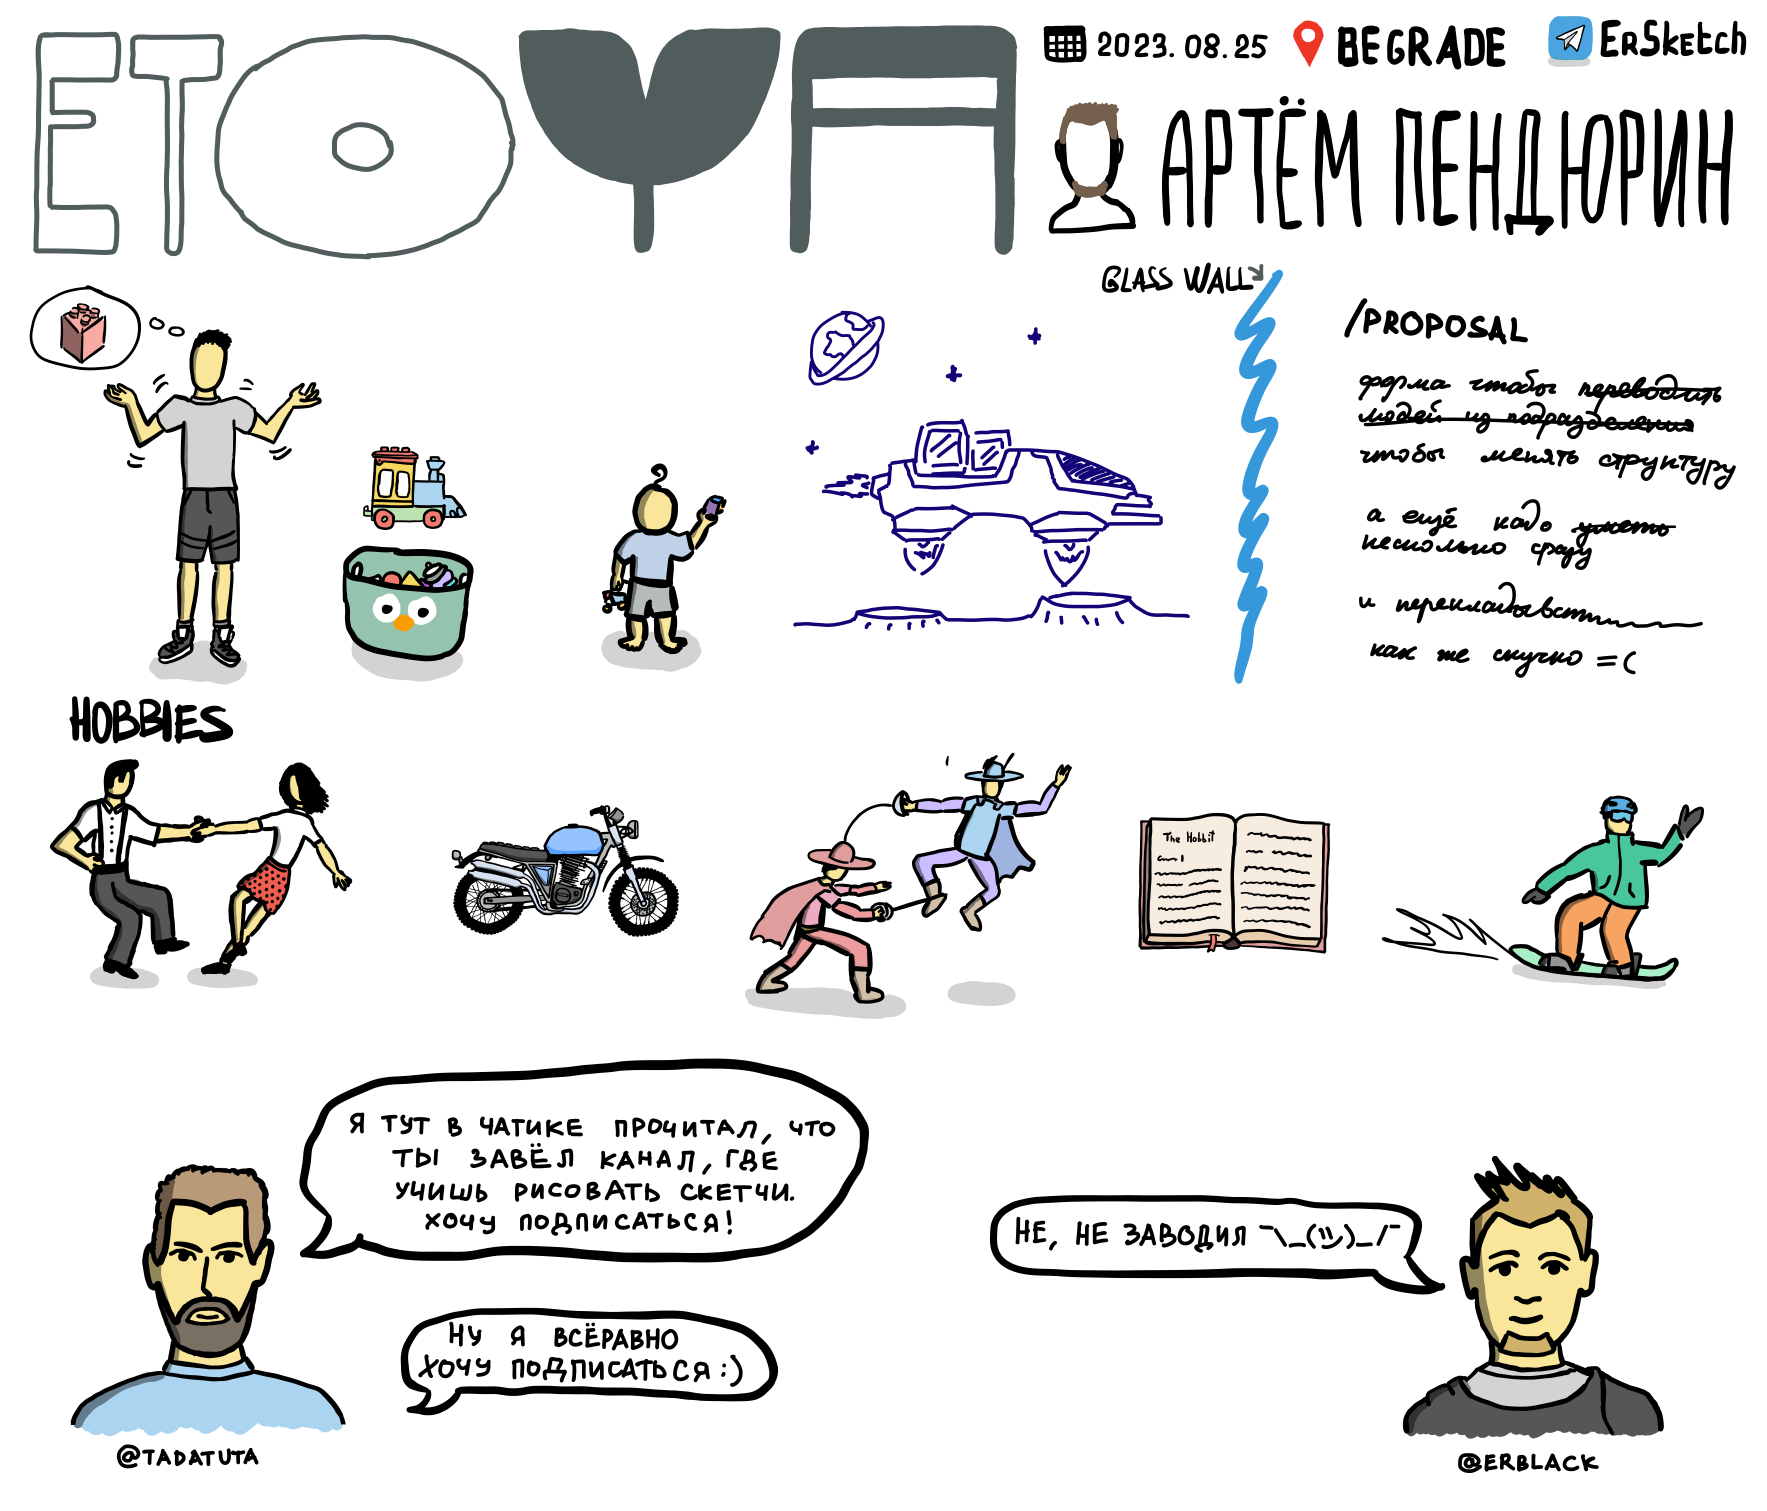 ETOYA
2023.08.25
BEGRADE
ErSketch
АРТЁМ ПЕНДЮРИН
GLASS WALL
/PROPOSAL
форма чтобы переводить
людей из подразделения
чтобы менять структуру
а ещё надо уметь
несколько сразу
и перекладывать
как же скучно =(
HOBBIES
The Hobbit
Я ТУТ В ЧАТИКЕ ПРОЧИТАЛ, ЧТО
ТЫ ЗАВЁЛ КАНАЛ, ГДЕ
УЧИШЬ РИСОВАТЬ СКЕТЧИ.
ХОЧУ ПОДПИСАТЬСЯ!
НЕ, НЕ ЗАВОДИЛ ¯\_(ツ)_/¯
НУ Я ВСЁРАВНО
ХОЧУ ПОДПИСАТЬСЯ :)
@TADATUTA
@ERBLACK